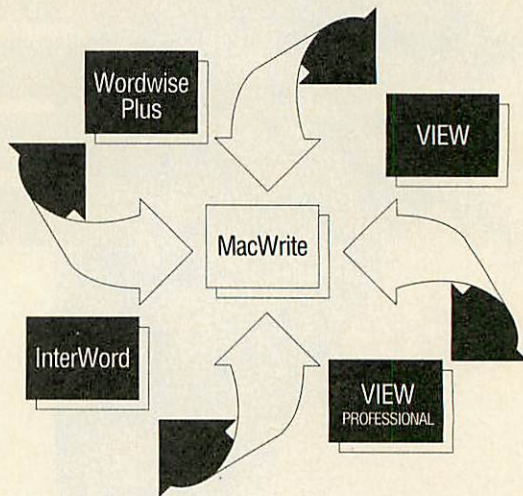 Wordwise
Plus
VIEW
MacWrite
InterWord
VIEW
PROFESSIONAL